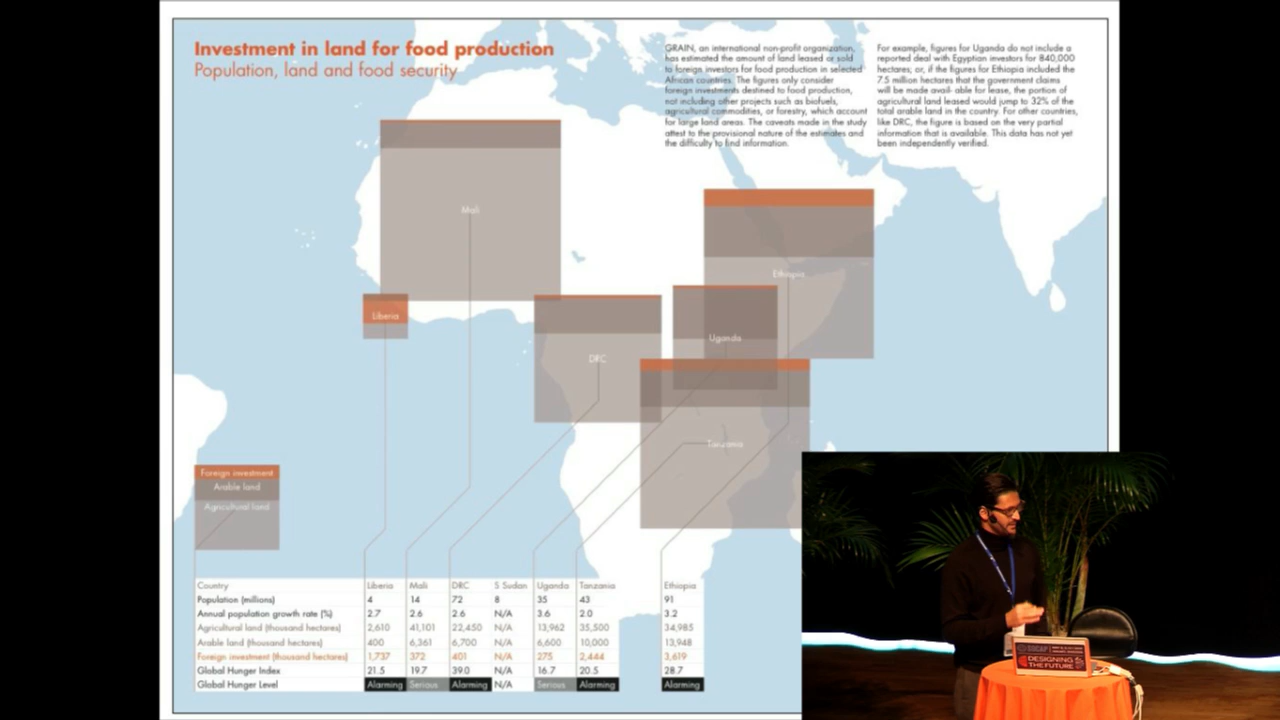 Investment in land for food production
Population, land and food security
GRAIN, an international non-profit organization,
has estimated the amount of land leased or sold
to foreign investors for food production in selected
African countries. The figures only consider
foreign investments destined to food production,
not including other projects such as biofuels,
agricultural commodities, or forestry, which account
for large land areas. The caveats made in the study
attest to the provisional nature of the estimates and
the difficulty to find information.
For example, figures for Uganda do not include a
reported deal with Egyptian investors for 840,000
hectares; or, if the figures for Ethiopia included the
7.5 million hectares that the government claims
will be made avail- able for lease, the portion of
agricultural land leased would jump to 32% of the
total arable land in the country. For other countries,
like DRC, the figure is based on the very partial
information that is available. This data has not yet
been independently verified.
Mali
Ethiopia
Liberia
Uganda
DRC
Tanzania
Foreign investment
Arable land
Agricultural land
Country Liberia Mali DRC S Sudan Uganda Tanzania Ethiopia
Population (millions) 4 14 72 8 35 43 91
Annual population growth rate (%) 2.7 2.6 2.6 N/A 3.6 2.0 3.2
Agricultural land (thousand hectares) 2,610 41,101 22,450 N/A 13,962 35,500 34,985
Arable land (thousand hectares) 400 6,361 6,700 N/A 6,600 10,000 13,948
Foreign investment (thousand hectares) 1,737 372 401 N/A 275 2,444 3,619
Global Hunger Index 21.5 19.7 39.0 N/A 16.7 20.5 28.7
Global Hunger Level Alarming Serious Alarming N/A Serious Alarming Alarming
SOCAP
DESIGNING
THE FUTURE